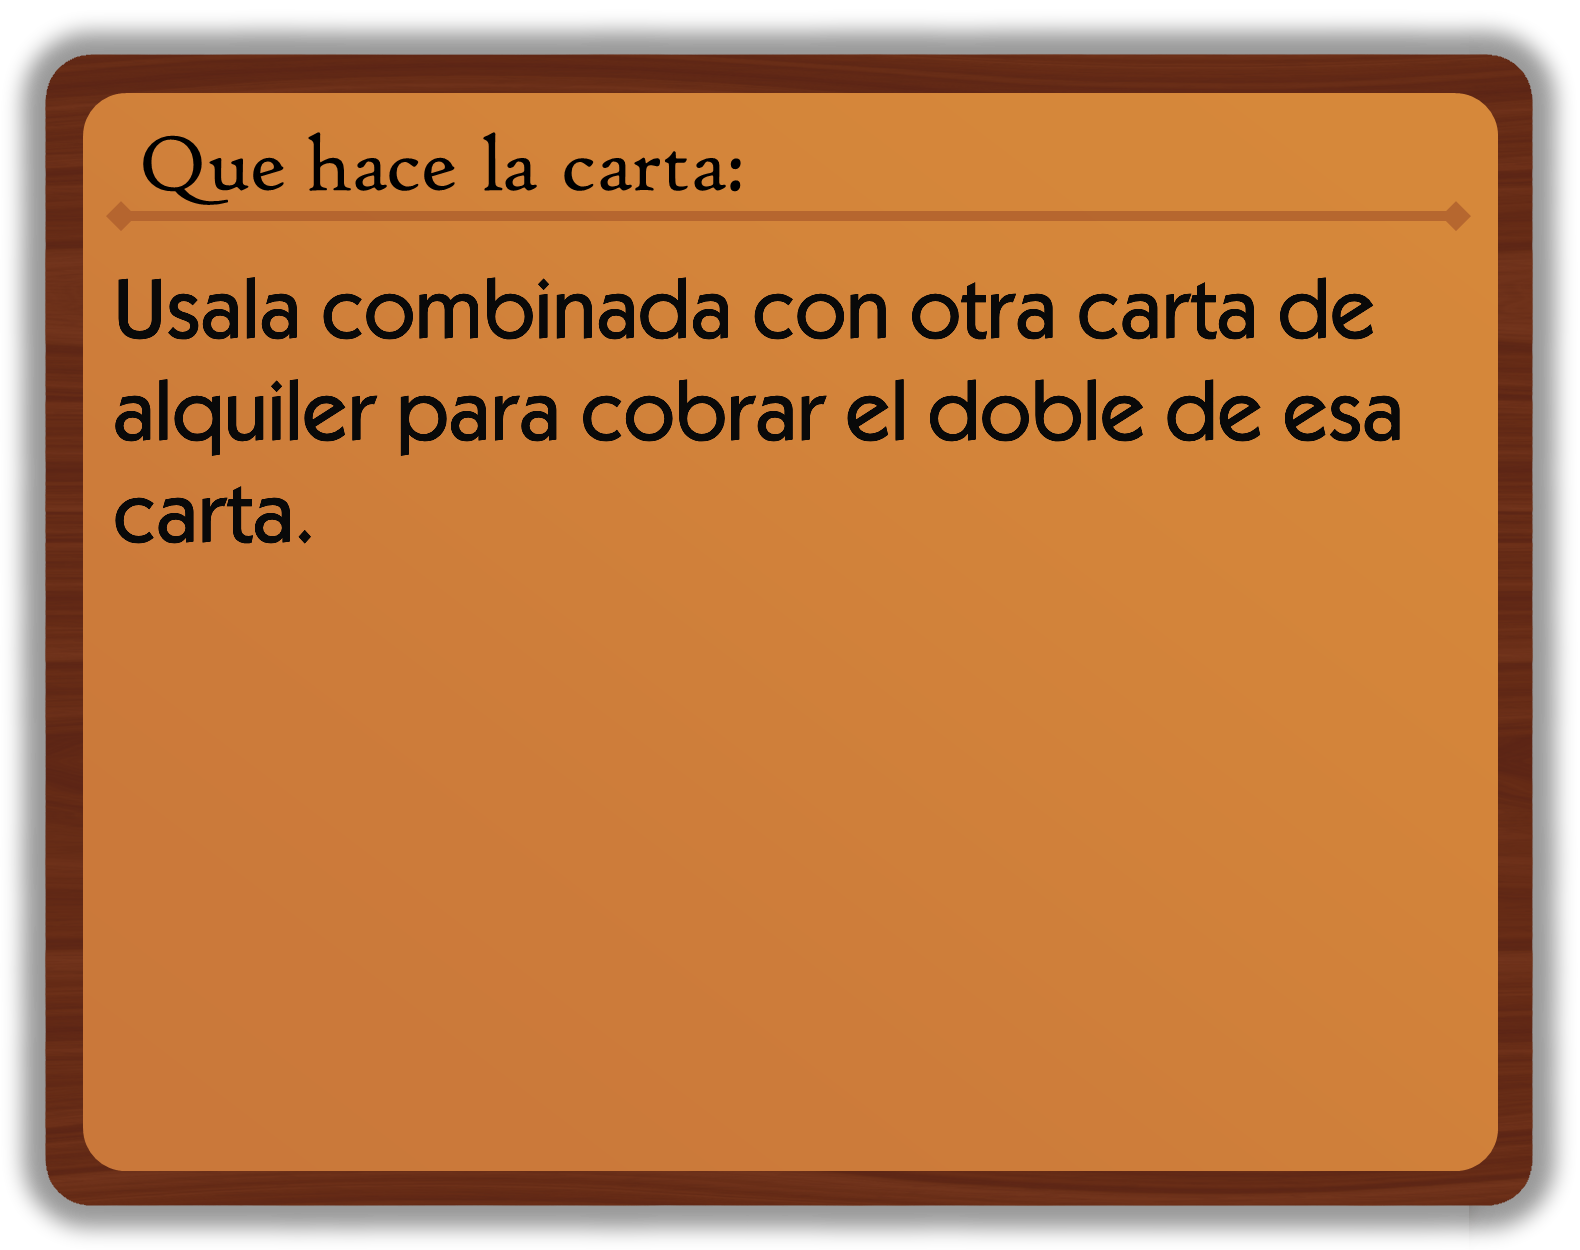 Que hace la carta:
Usala combinada con otra carta de
alquiler para cobrar el doble de esa
carta.